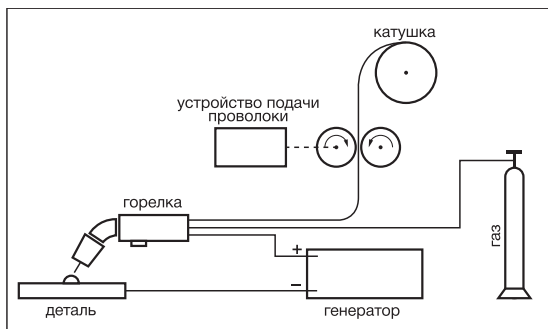 катушка
устройство подачи
проволоки
горелка
газ
+
–
деталь
генератор